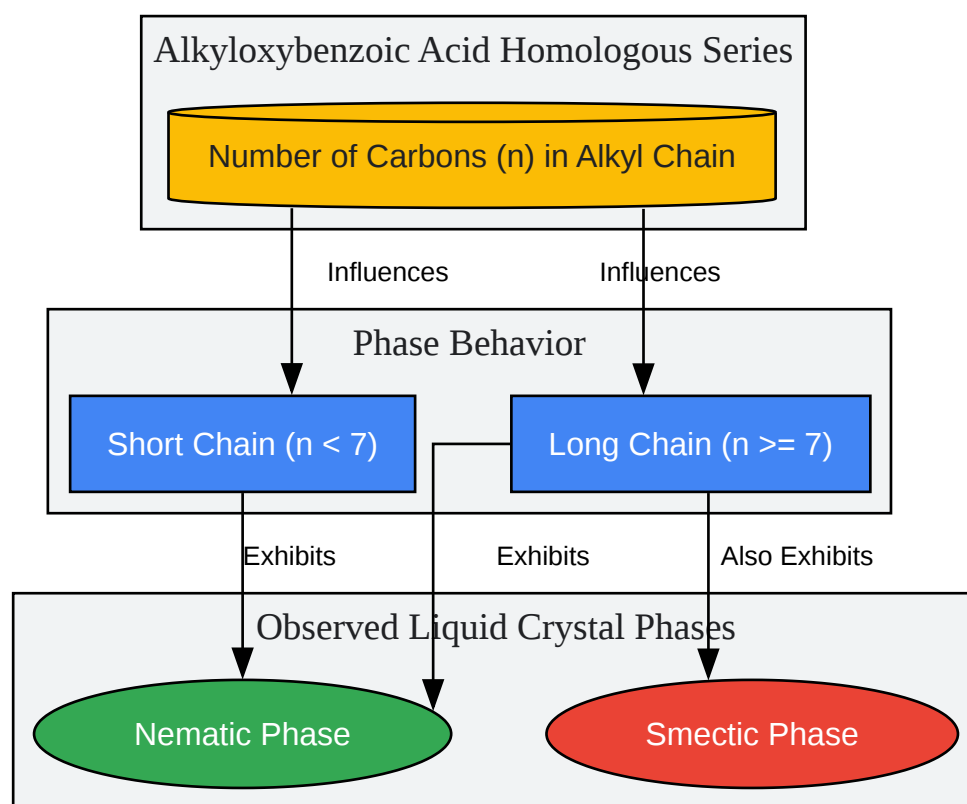 Alkyloxybenzoic Acid Homologous Series
Number of Carbons (n) in Alkyl Chain
Influences
Influences
Phase Behavior
Short Chain (n < 7)
Long Chain (n >= 7)
Exhibits
Exhibits
Also Exhibits
Observed Liquid Crystal Phases
Nematic Phase
Smectic Phase